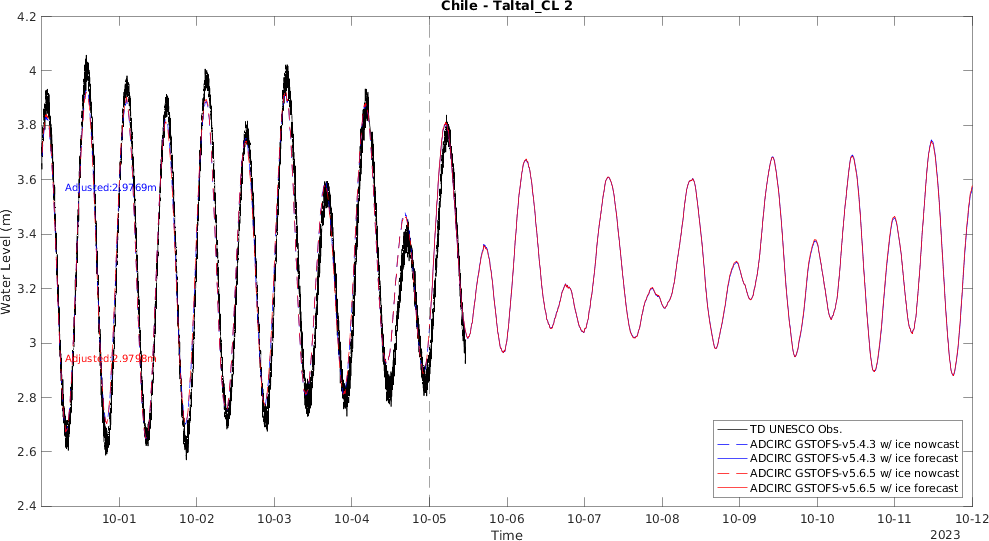 Chile - Taltal_CL 2
4.2
4
3.8
3.6
3.4
3.2
3
2.8
2.6
2.4
Water Level (m)
Adjusted:2.9769m
Adjusted:2.9798m
TD UNESCO Obs.
ADCIRC GSTOFS-v5.4.3 w/ ice nowcast
ADCIRC GSTOFS-v5.4.3 w/ ice forecast
ADCIRC GSTOFS-v5.6.5 w/ ice nowcast
ADCIRC GSTOFS-v5.6.5 w/ ice forecast
10-01 10-02 10-03 10-04 10-05 10-06 10-07 10-08 10-09 10-10 10-11 10-12
Time
2023